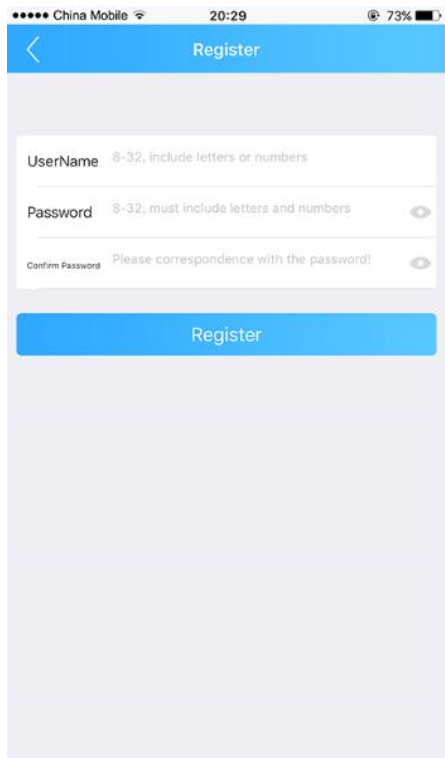 China Mobile 20:29 73%
Register
UserName 8-32, include letters or numbers
Password 8-32, must include letters and numbers
Confirm Password Please correspondence with the password!
Register